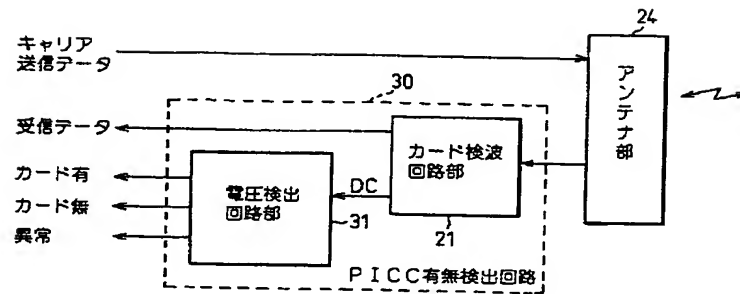 24
キャリア
送信データ
アンテナ部
30
受信データ
カード検波
回路部
カード有
電圧検出
回路部
DC
カード無
31
21
異常
PICC有無検出回路